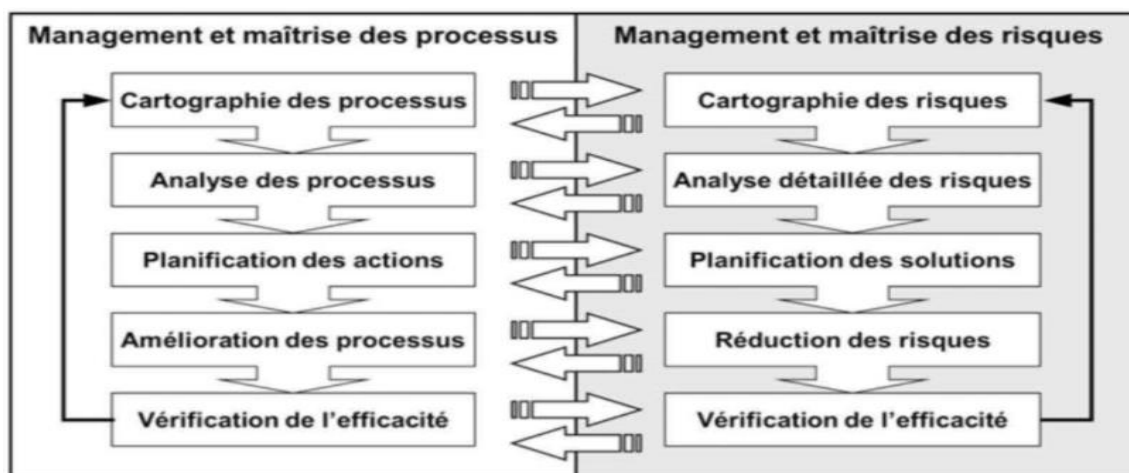 Management et maîtrise des processus
Cartographie des processus
Analyse des processus
Planification des actions
Amélioration des processus
Vérification de l'efficacité
Management et maîtrise des risques
Cartographie des risques
Analyse détaillée des risques
Planification des solutions
Réduction des risques
Vérification de l'efficacité